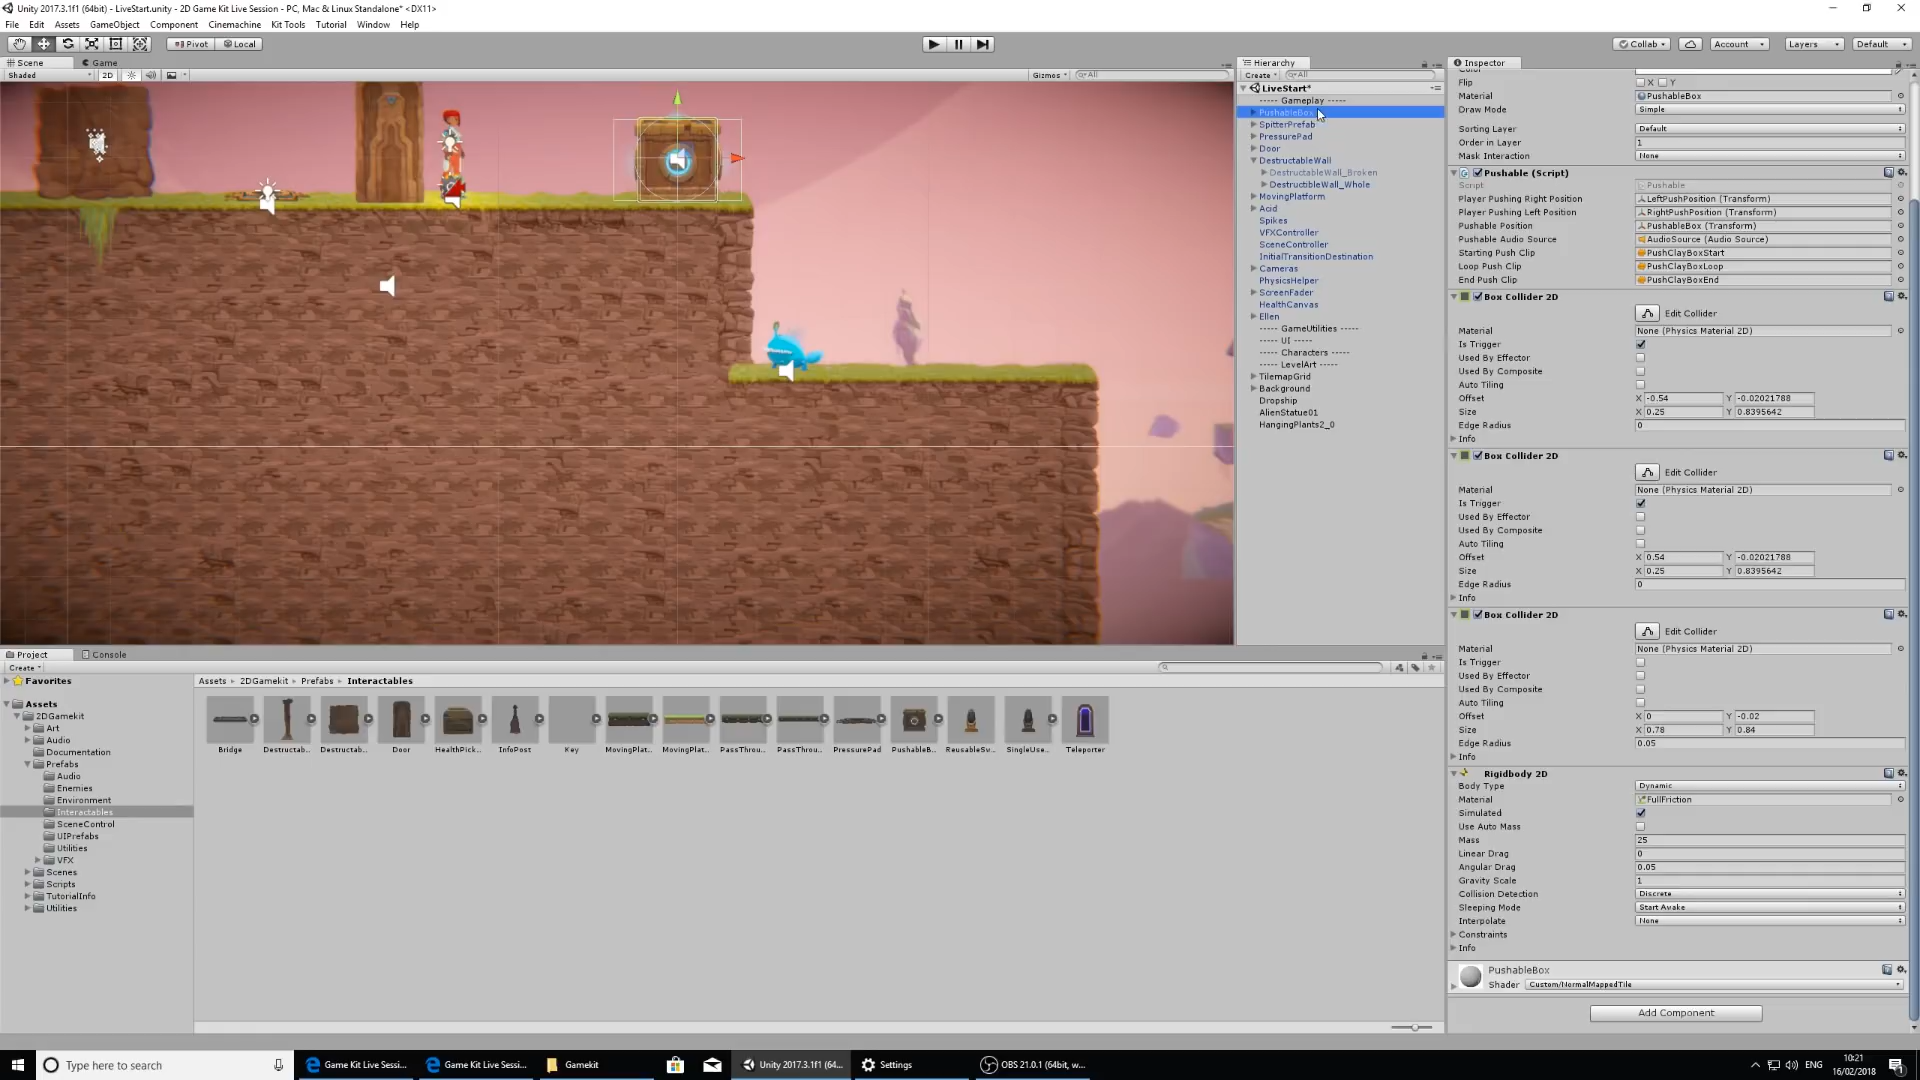 Unity 2017.3.1f1 (64bit) - LiveStart.unity - 2D Game Kit Live Session - PC, Mac & Linux Standalone* <DX11>
File Edit Assets GameObject Component Cinemachine Kit Tools Tutorial Window Help
Pivot Local Collab Account Layers Default
Scene Game
Shaded 2D Gizmos All
Hierarchy
Create All
LiveStart*
----- Gameplay -----
PushableBox
SpitterPrefab
PressurePad
Door
DestructableWall
DestructableWall_Broken
DestructibleWall_Whole
MovingPlatform
Acid
Spikes
VFXController
SceneController
InitialTransitionDestination
Cameras
PhysicsHelper
ScreenFader
HealthCanvas
Ellen
----- GameUtilities -----
----- UI -----
----- Characters -----
----- LevelArt -----
TilemapGrid
Background
Dropship
AlienStatue01
HangingPlants2_0
Inspector
Flip X Y
Material PushableBox
Draw Mode Simple
Sorting Layer Default
Order in Layer 1
Mask Interaction None
Pushable (Script)
Script Pushable
Player Pushing Right Position LeftPushPosition (Transform)
Player Pushing Left Position RightPushPosition (Transform)
Pushable Position PushableBox (Transform)
Pushable Audio Source AudioSource (Audio Source)
Starting Push Clip PushClayBoxStart
Loop Push Clip PushClayBoxLoop
End Push Clip PushClayBoxEnd
Box Collider 2D
Edit Collider
Material None (Physics Material 2D)
Is Trigger
Used By Effector
Used By Composite
Auto Tiling
Offset X -0.54 Y -0.02021788
Size X 0.25 Y 0.8395642
Edge Radius 0
Info
Box Collider 2D
Edit Collider
Material None (Physics Material 2D)
Is Trigger
Used By Effector
Used By Composite
Auto Tiling
Offset X 0.54 Y -0.02021788
Size X 0.25 Y 0.8395642
Edge Radius 0
Info
Box Collider 2D
Edit Collider
Material None (Physics Material 2D)
Is Trigger
Used By Effector
Used By Composite
Auto Tiling
Offset X 0 Y -0.02
Size X 0.78 Y 0.84
Edge Radius 0.05
Info
Rigidbody 2D
Body Type Dynamic
Material FullFriction
Simulated
Use Auto Mass
Mass 25
Linear Drag 0
Angular Drag 0.05
Gravity Scale 1
Collision Detection Discrete
Sleeping Mode Start Awake
Interpolate None
Constraints
Info
PushableBox
Shader Custom/NormalMappedTile
Add Component
Project Console
Create
Favorites
Assets
2DGamekit
Art
Audio
Documentation
Prefabs
Audio
Enemies
Environment
Interactables
SceneControl
UIPrefabs
Utilities
VFX
Scenes
Scripts
TutorialInfo
Utilities
Assets 2DGamekit Prefabs Interactables
Bridge Destructab... Destructab... Door HealthPick... InfoPost Key MovingPlat... MovingPlat... PassThrou... PassThrou... PressurePad PushableB... ReusableSw... SingleUse... Teleporter
Type here to search Game Kit Live Sessi... Game Kit Live Sessi... Gamekit Unity 2017.3.1f1 (64... Settings OBS 21.0.1 (64bit, w... ENG
10:21
16/02/2018